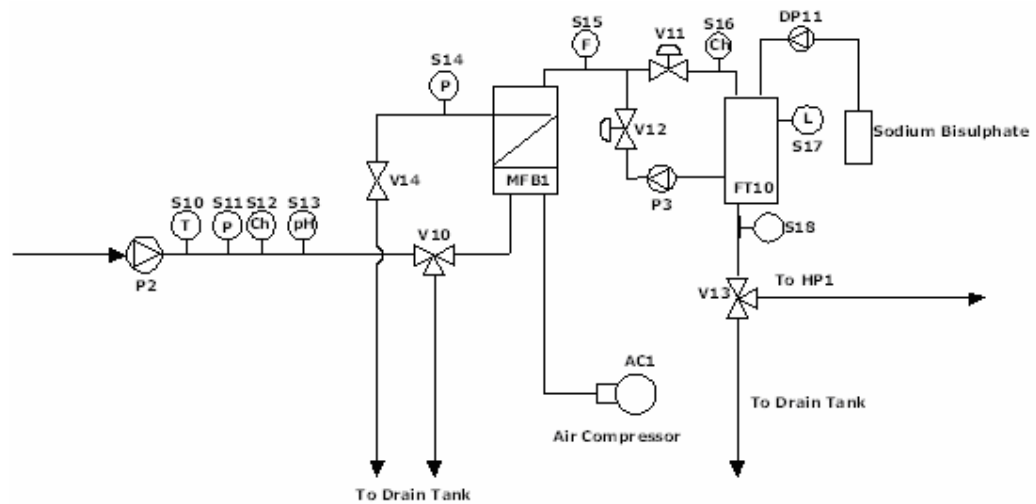 S15
F
V11
S16
Ch
DP11
S14
P
V12
L
S17
Sodium Bisulphate
MFB1
V14
P3
FT10
S10
T
S11
P
S12
Ch
S13
pH
V10
S18
P2
V13
To HP1
AC1
To Drain Tank
Air Compressor
To Drain Tank